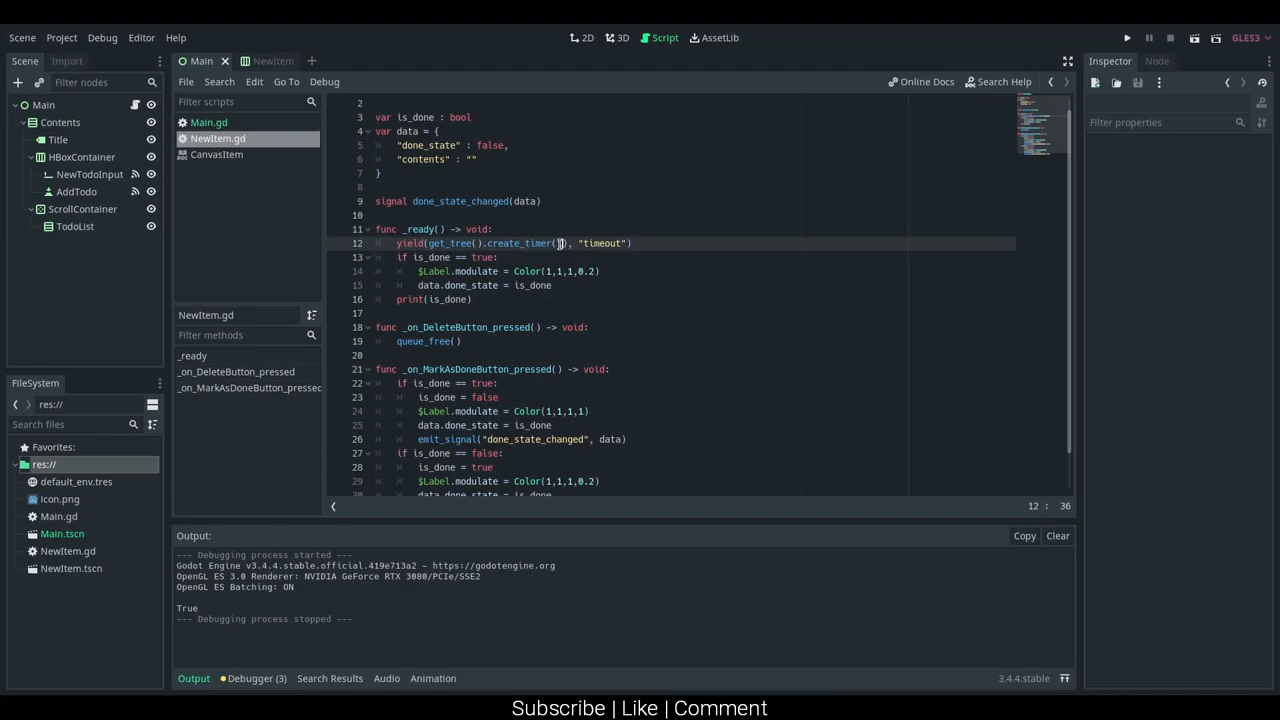 Scene Project Debug Editor Help
2D 3D Script AssetLib
GLES3
Scene Import
Filter nodes
Main
Contents
Title
HBoxContainer
NewTodoInput
AddTodo
ScrollContainer
TodoList
FileSystem
res://
Search files
Favorites:
res://
default_env.tres
Icon.png
Main.gd
Main.tscn
NewItem.gd
NewItem.tscn
Main NewItem
File Search Edit Go To Debug
Online Docs Search Help
Filter scripts
Main.gd
NewItem.gd
CanvasItem
NewItem.gd
Filter methods
_ready
_on_DeleteButton_pressed
_on_MarkAsDoneButton_pressed
2
3 var is_done : bool
4 var data = {
5 "done_state" : false,
6 "contents" : ""
7 }
8
9 signal done_state_changed(data)
10
11 func _ready() -> void:
12 yield(get_tree().create_timer( ), "timeout")
13 if is_done == true:
14 $Label.modulate = Color(1,1,1,0.2)
15 data.done_state = is_done
16 print(is_done)
17
18 func _on_DeleteButton_pressed() -> void:
19 queue_free()
20
21 func _on_MarkAsDoneButton_pressed() -> void:
22 if is_done == true:
23 is_done = false
24 $Label.modulate = Color(1,1,1,1)
25 data.done_state = is_done
26 emit_signal("done_state_changed", data)
27 if is_done == false:
28 is_done = true
29 $Label.modulate = Color(1,1,1,0.2)
30 data.done_state = is_done
12 : 36
Output:
Copy Clear
--- Debugging process started ---
Godot Engine v3.4.4.stable.official.419e713a2 - https://godotengine.org
OpenGL ES 3.0 Renderer: NVIDIA GeForce RTX 3080/PCIe/SSE2
OpenGL ES Batching: ON
True
--- Debugging process stopped ---
Output Debugger (3) Search Results Audio Animation
3.4.4.stable
Inspector Node
Filter properties
Subscribe | Like | Comment